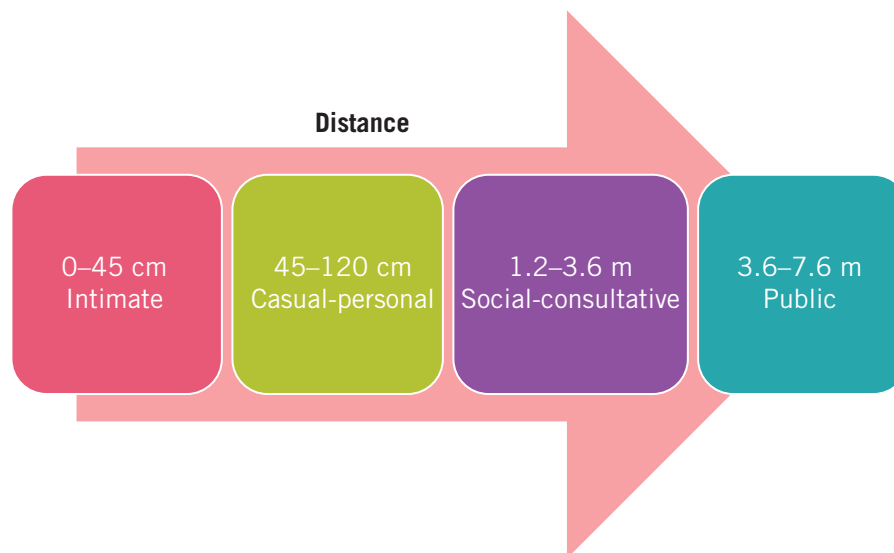 Distance
0–45 cm
Intimate
45–120 cm
Casual-personal
1.2–3.6 m
Social-consultative
3.6–7.6 m
Public